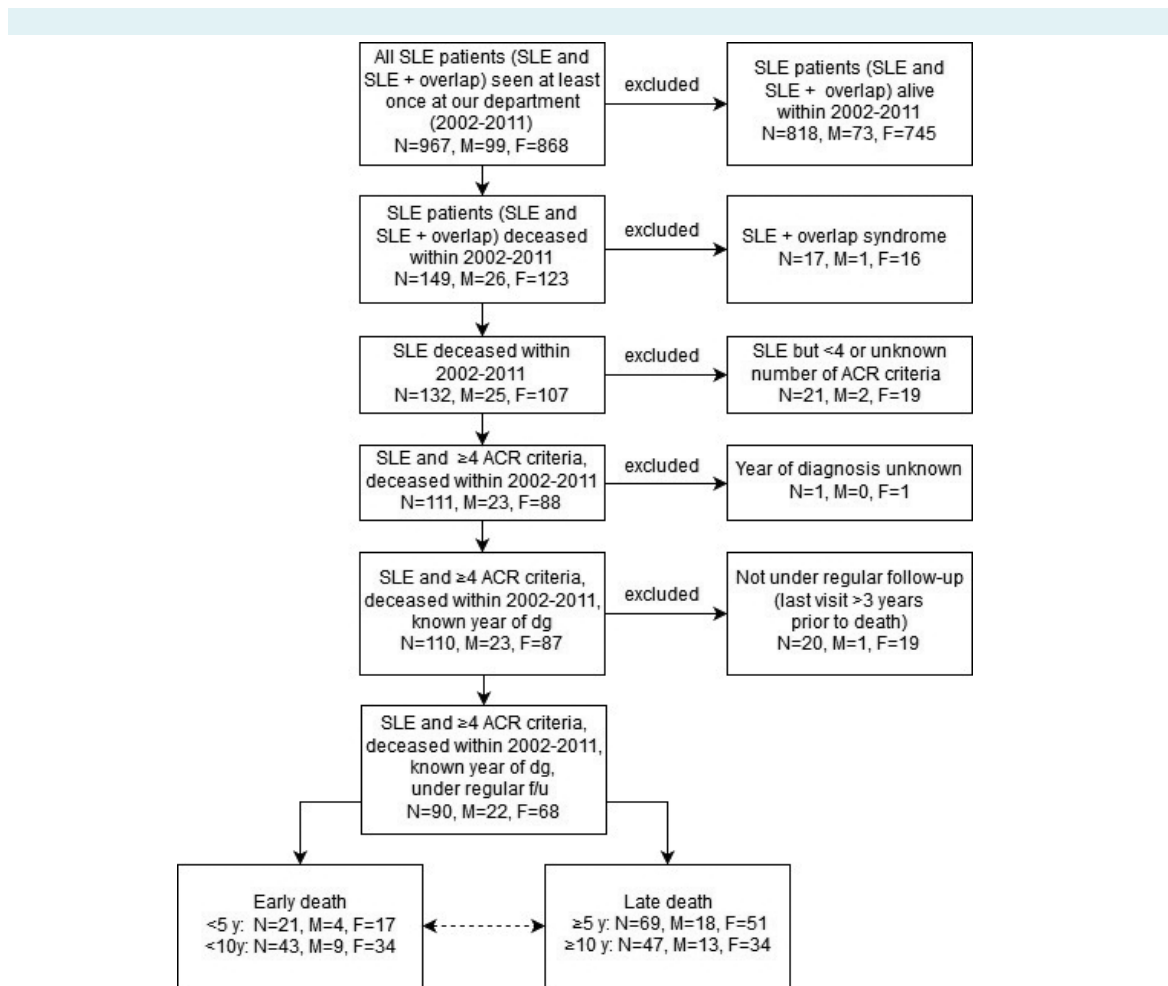 All SLE patients (SLE and
SLE + overlap) seen at least
once at our department
(2002-2011)
N=967, M=99, F=868
excluded
SLE patients (SLE and
SLE + overlap) alive
within 2002-2011
N=818, M=73, F=745
SLE patients (SLE and
SLE + overlap) deceased
within 2002-2011
N=149, M=26, F=123
excluded
SLE + overlap syndrome
N=17, M=1, F=16
SLE deceased within
2002-2011
N=132, M=25, F=107
excluded
SLE but <4 or unknown
number of ACR criteria
N=21, M=2, F=19
SLE and ≥4 ACR criteria,
deceased within 2002-2011
N=111, M=23, F=88
excluded
Year of diagnosis unknown
N=1, M=0, F=1
SLE and ≥4 ACR criteria,
deceased within 2002-2011,
known year of dg
N=110, M=23, F=87
excluded
Not under regular follow-up
(last visit >3 years
prior to death)
N=20, M=1, F=19
SLE and ≥4 ACR criteria,
deceased within 2002-2011,
known year of dg,
under regular f/u
N=90, M=22, F=68
Early death
<5 y: N=21, M=4, F=17
<10y: N=43, M=9, F=34
Late death
≥5 y: N=69, M=18, F=51
≥10 y: N=47, M=13, F=34